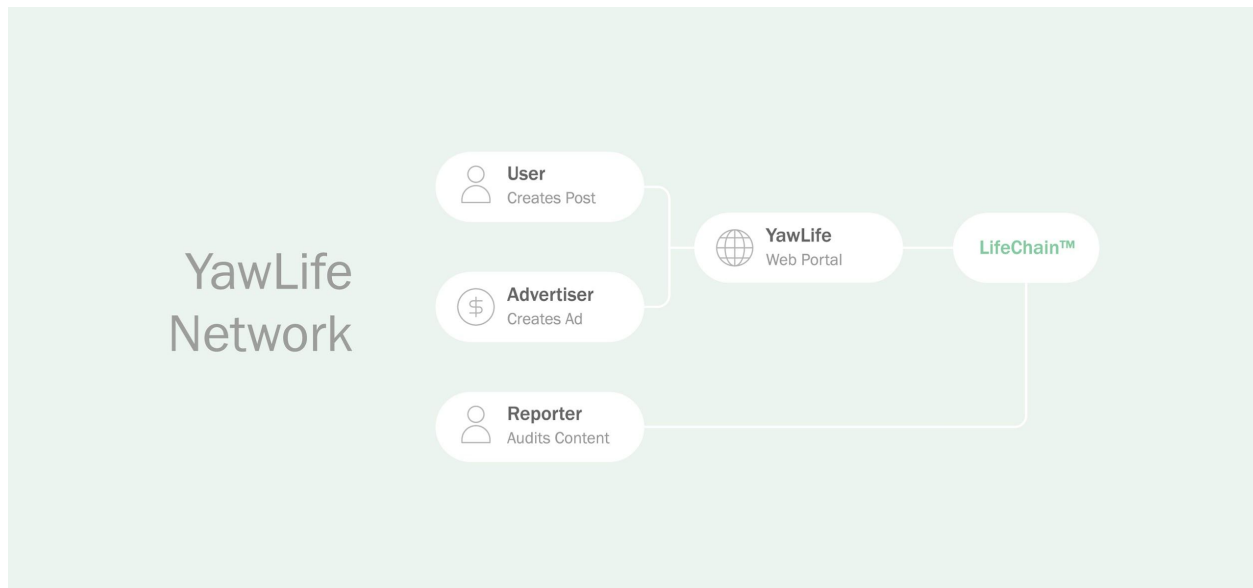 YawLife
Network
User
Creates Post
Advertiser
Creates Ad
Reporter
Audits Content
YawLife
Web Portal
LifeChain™